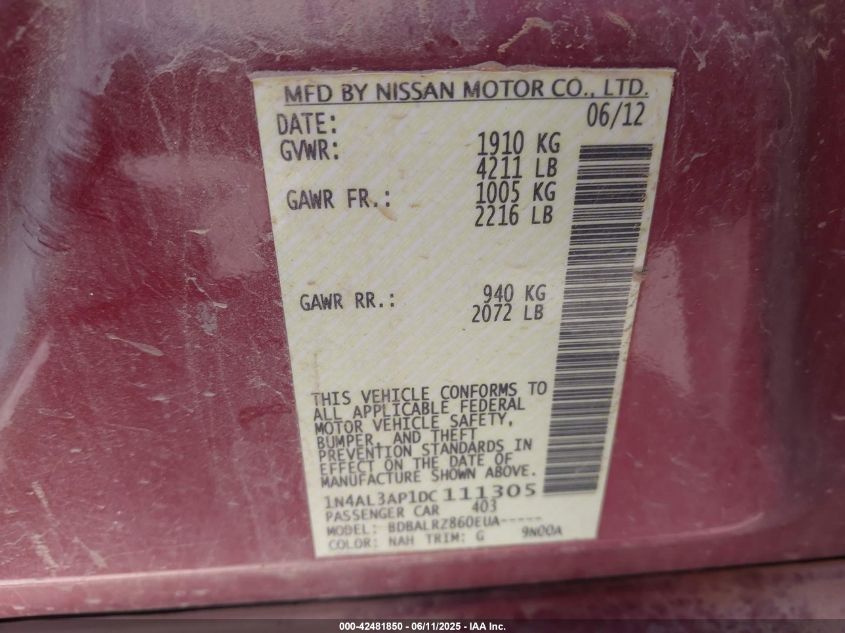 MFD BY NISSAN MOTOR CO., LTD.
DATE: 06/12
GVWR: 1910 KG
4211 LB
GAWR FR.: 1005 KG
2216 LB
GAWR RR.: 940 KG
2072 LB
THIS VEHICLE CONFORMS TO
ALL APPLICABLE FEDERAL
MOTOR VEHICLE SAFETY,
BUMPER, AND THEFT
PREVENTION STANDARDS IN
EFFECT ON THE DATE OF
MANUFACTURE SHOWN ABOVE.
1N4AL3AP1DC111305
PASSENGER CAR 403
MODEL: BDBALRZ860EUA-----
COLOR: NAH TRIM: G 9N00A
000-42481850 - 06/11/2025 - IAA Inc.